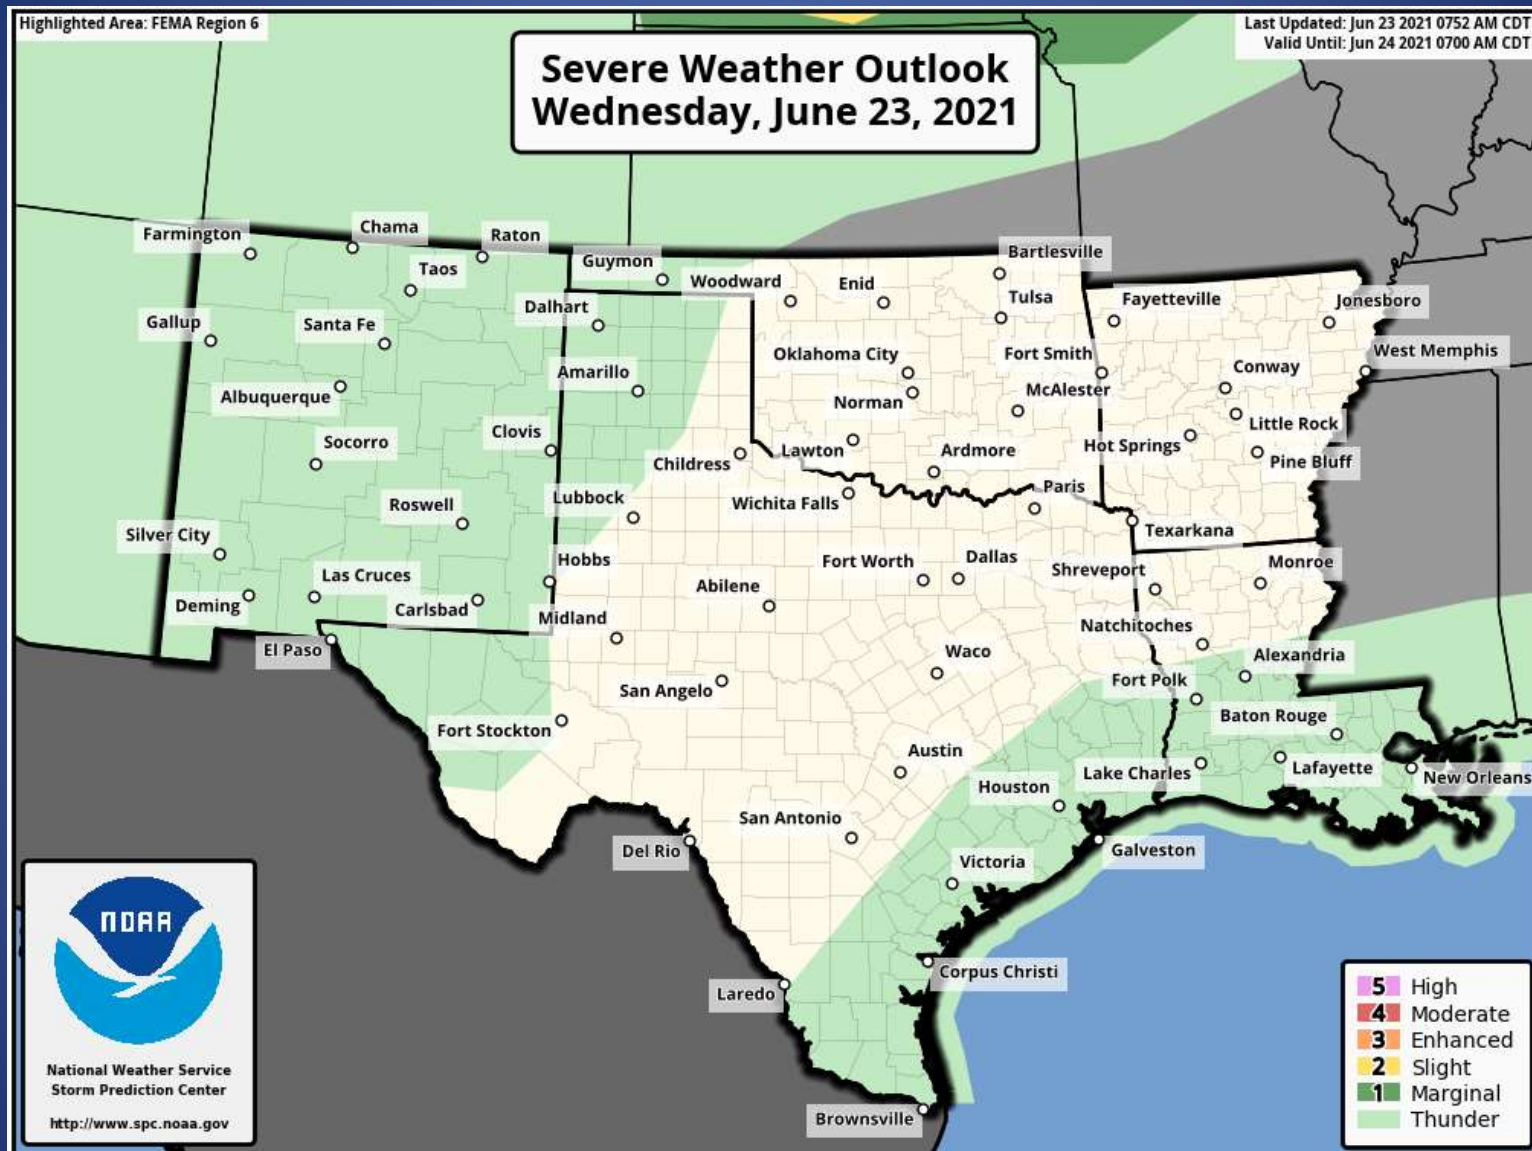 Highlighted Area: FEMA Region 6
Last Updated: Jun 23 2021 0752 AM CDT
Valid Until: Jun 24 2021 0700 AM CDT
Severe Weather Outlook
Wednesday, June 23, 2021
Farmington
Chama
Raton
Taos
Guymon
Woodward
Enid
Bartlesville
Tulsa
Fayetteville
Jonesboro
Gallup
Santa Fe
Dalhart
Oklahoma City
Fort Smith
West Memphis
Conway
Albuquerque
Amarillo
Norman
McAlester
Little Rock
Socorro
Clovis
Childress
Lawton
Ardmore
Hot Springs
Pine Bluff
Roswell
Lubbock
Wichita Falls
Paris
Texarkana
Silver City
Las Cruces
Hobbs
Fort Worth
Dallas
Shreveport
Monroe
Deming
Carlsbad
Midland
Abilene
Natchitoches
El Paso
San Angelo
Waco
Fort Polk
Alexandria
Fort Stockton
Austin
Baton Rouge
Houston
Lake Charles
Lafayette
New Orleans
San Antonio
Del Rio
Victoria
Galveston
Laredo
Corpus Christi
Brownsville
NOAA
National Weather Service
Storm Prediction Center
http://www.spc.noaa.gov
5 High
4 Moderate
3 Enhanced
2 Slight
1 Marginal
Thunder